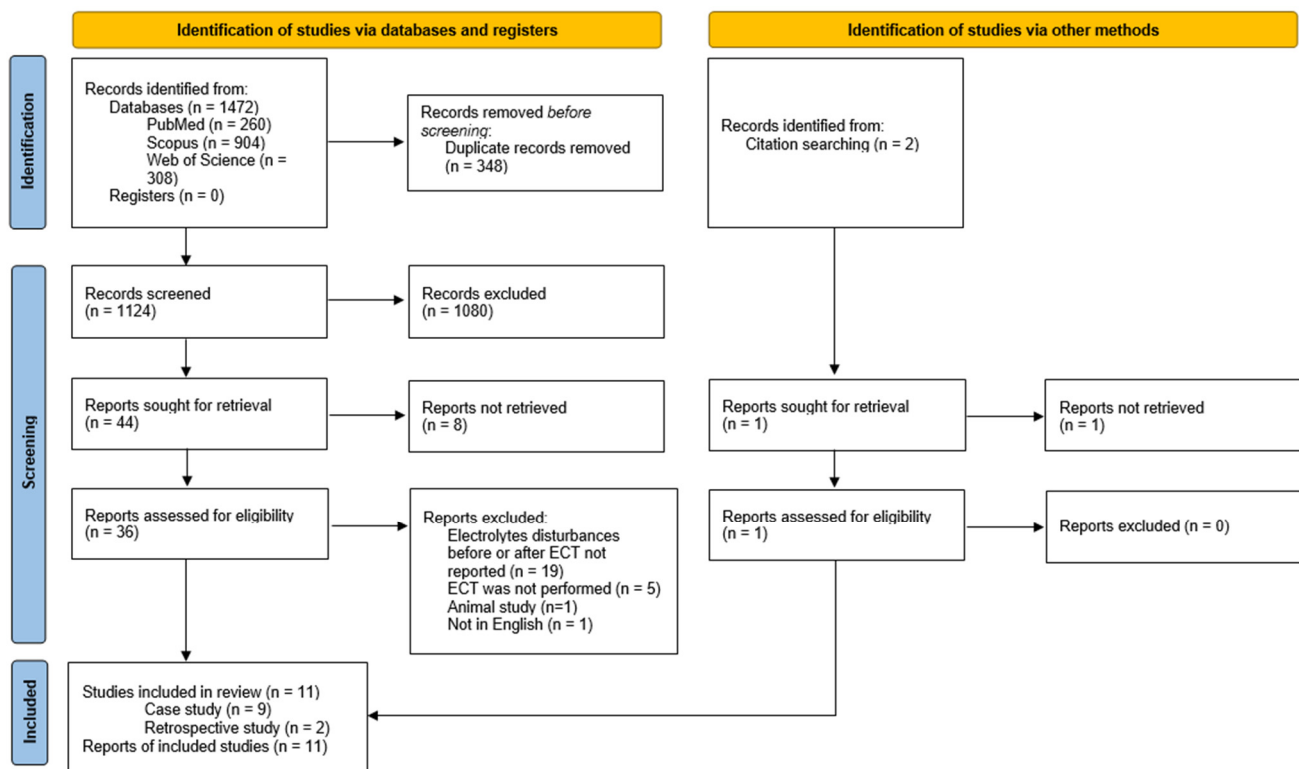 Identification of studies via databases and registers
Identification of studies via other methods
Identification
Records identified from:
Databases (n = 1472)
PubMed (n = 260)
Scopus (n = 904)
Web of Science (n =
308)
Registers (n = 0)
Records removed before
screening:
Duplicate records removed
(n = 348)
Records identified from:
Citation searching (n = 2)
Screening
Records screened
(n = 1124)
Records excluded
(n = 1080)
Reports sought for retrieval
(n = 44)
Reports not retrieved
(n = 8)
Reports sought for retrieval
(n = 1)
Reports not retrieved
(n = 1)
Reports assessed for eligibility
(n = 36)
Reports excluded:
Electrolytes disturbances
before or after ECT not
reported (n = 19)
ECT was not performed (n = 5)
Animal study (n=1)
Not in English (n = 1)
Reports assessed for eligibility
(n = 1)
Reports excluded (n = 0)
Included
Studies included in review (n = 11)
Case study (n = 9)
Retrospective study (n = 2)
Reports of included studies (n = 11)